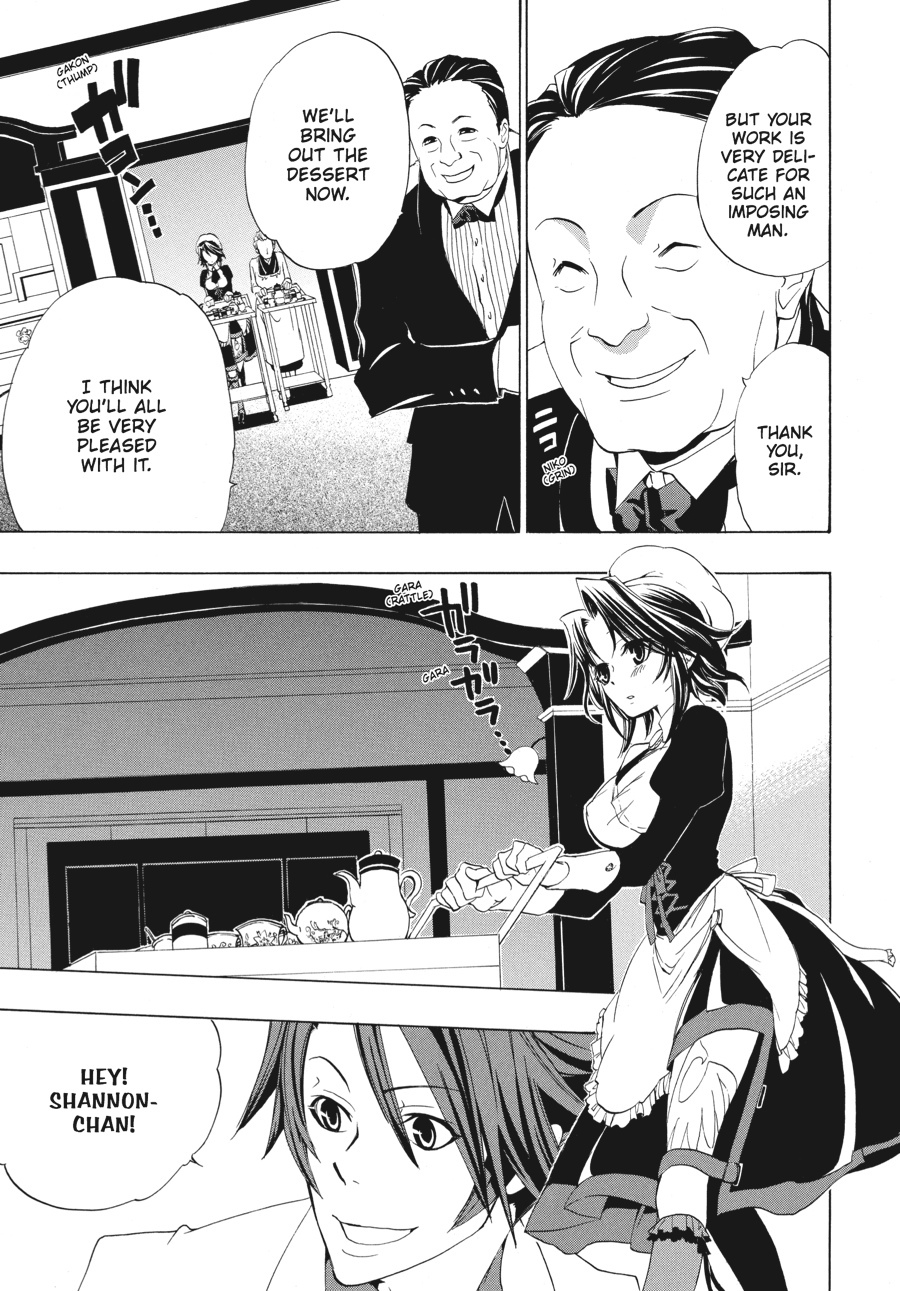 BUT YOUR
WORK IS
VERY DELI-
CATE FOR
SUCH AN
IMPOSING
MAN.
THANK
YOU,
SIR.
ニコ
NIKO
(GRIN)
WE'LL
BRING
OUT THE
DESSERT
NOW.
GAKON
(THUMP)
ガコン…
I THINK
YOU'LL ALL
BE VERY
PLEASED
WITH IT.
GARA
(RATTLE)
ガラ
GARA
ガラ…
HEY!
SHANNON-
CHAN!